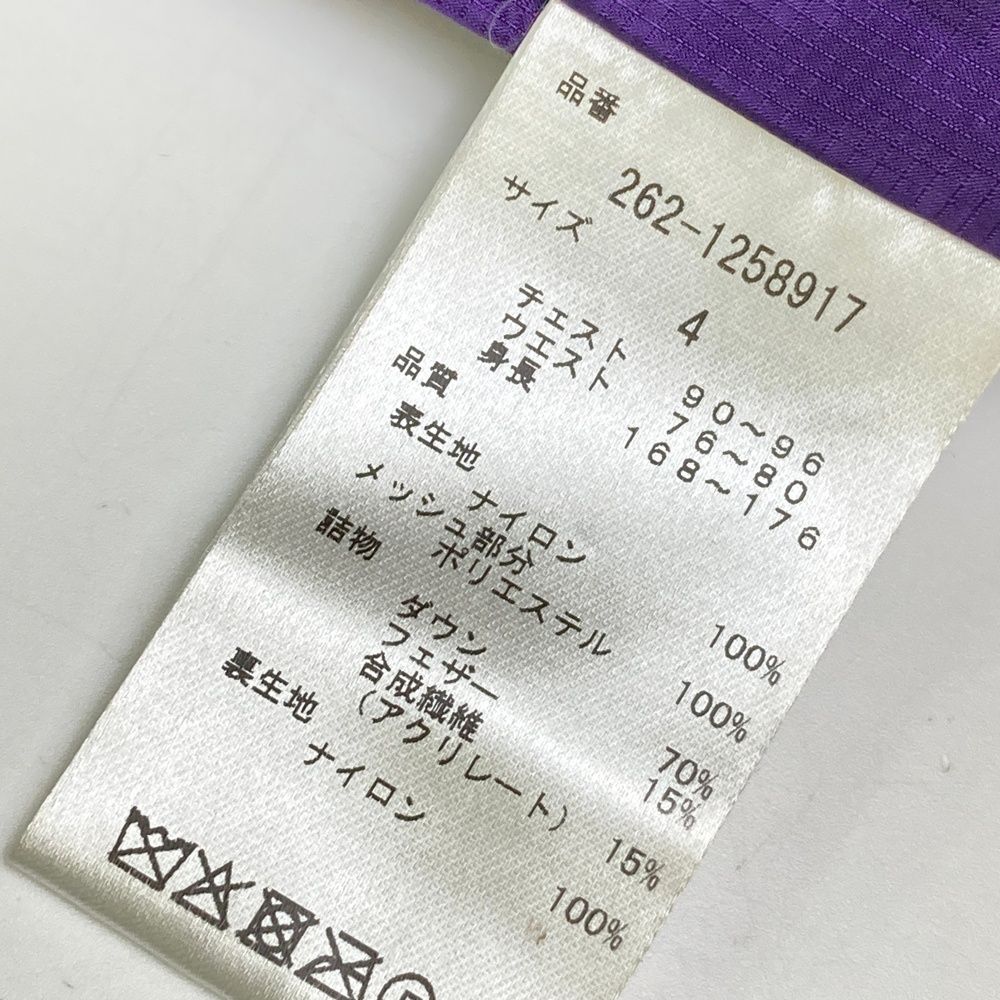 品番
262-1258917
サイズ
4
チェスト 90～96
ウエスト 76～80
身長 168～176
品質
表生地
ナイロン 100%
メッシュ部分
ポリエステル 100%
詰物
ダウン 70%
フェザー 15%
合成繊維
(アクリレート) 15%
裏生地
ナイロン 100%